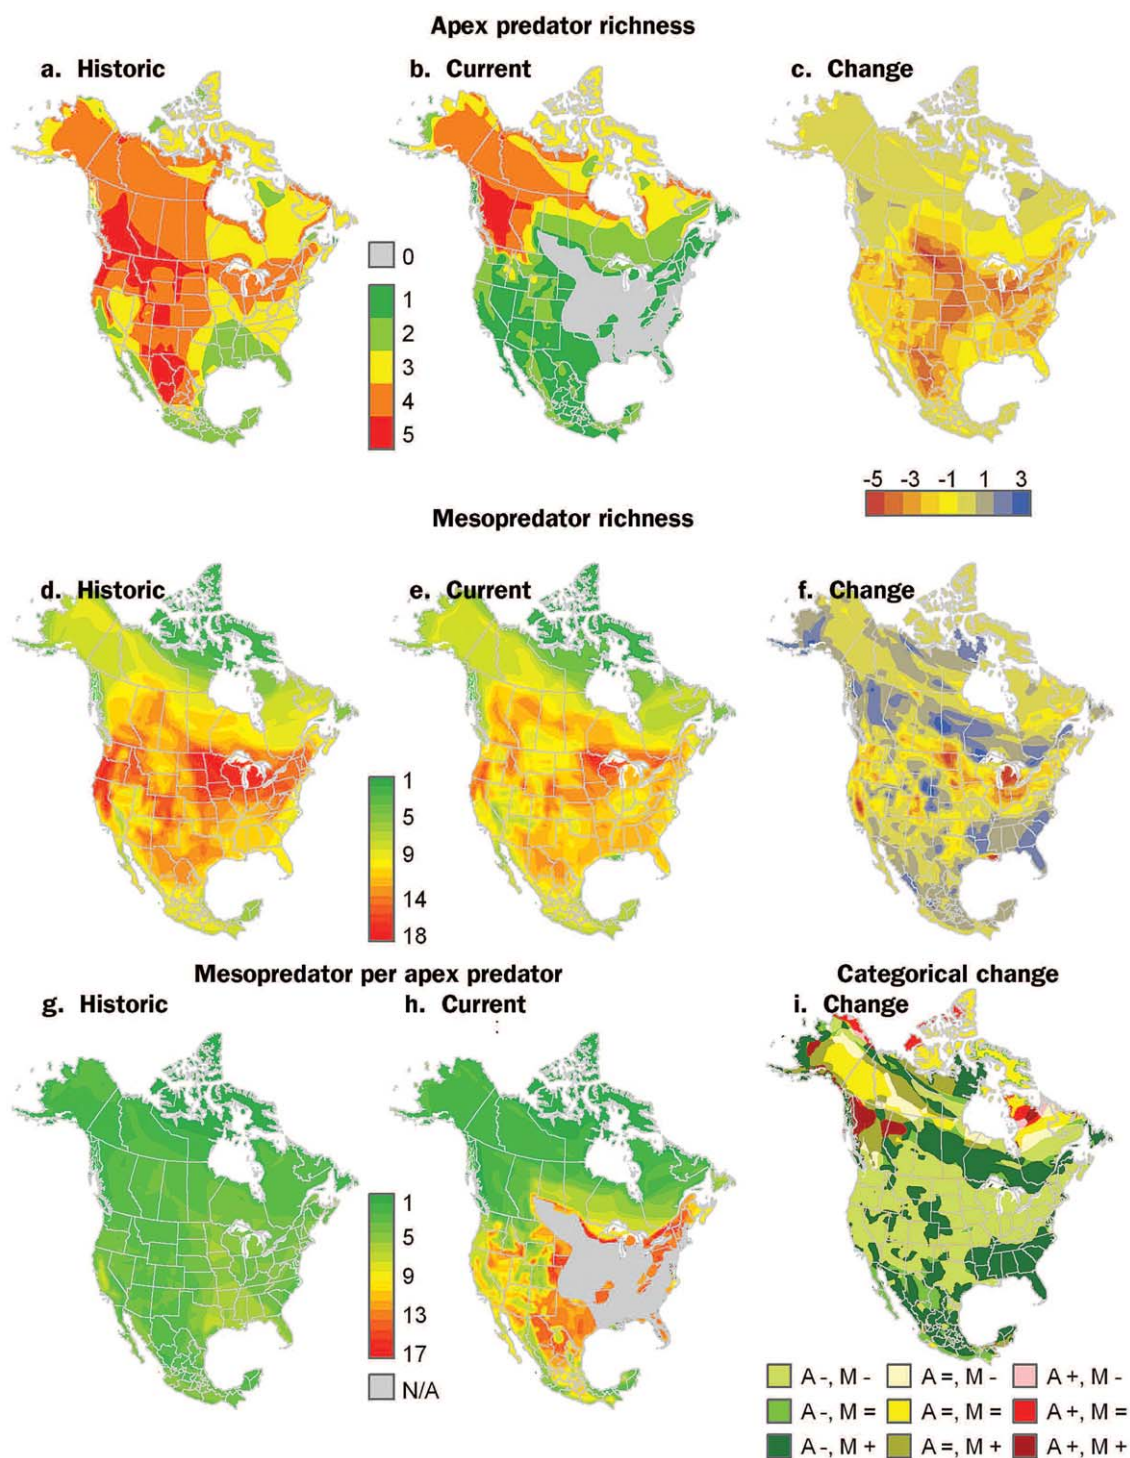 Apex predator richness
a. Historic
b. Current
c. Change
0
1
2
3
4
5
-5 -3 -1 1 3
Mesopredator richness
d. Historic
e. Current
f. Change
1
5
9
14
18
Mesopredator per apex predator
Categorical change
g. Historic
h. Current
i. Change
1
5
9
13
17
N/A
A -, M - A =, M - A +, M -
A -, M = A =, M = A +, M =
A -, M + A =, M + A +, M +